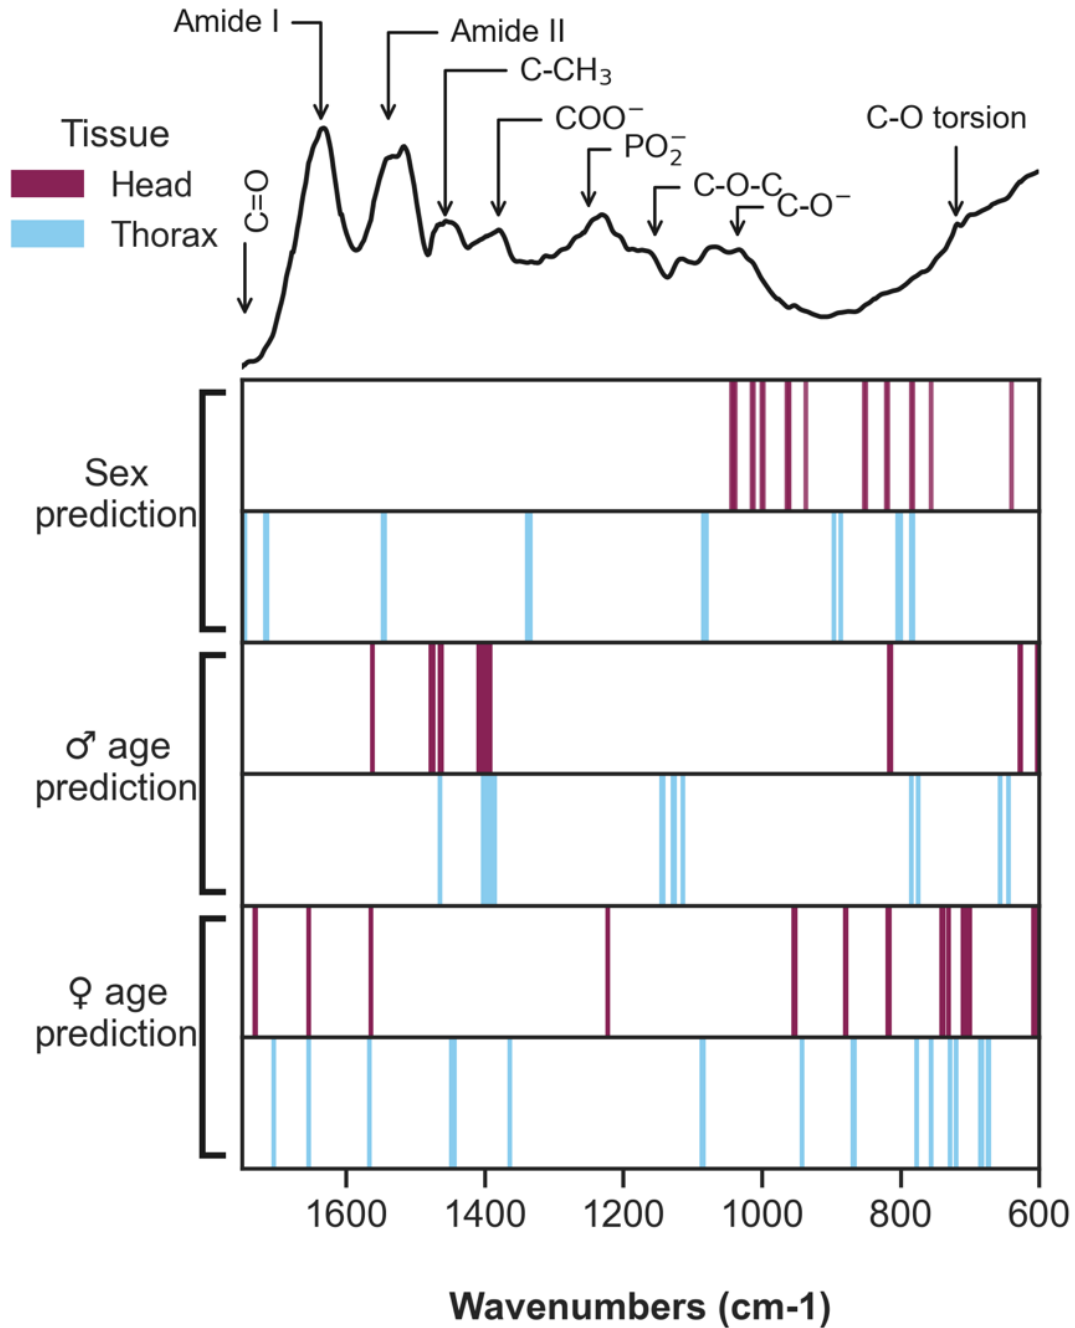 Amide I
Amide II
C-CH₃
COO⁻
PO₂⁻
C-O-C
C-O⁻
C-O torsion
C=O
Tissue
Head
Thorax
Sex
prediction
♂ age
prediction
♀ age
prediction
1600 1400 1200 1000 800 600
Wavenumbers (cm-1)